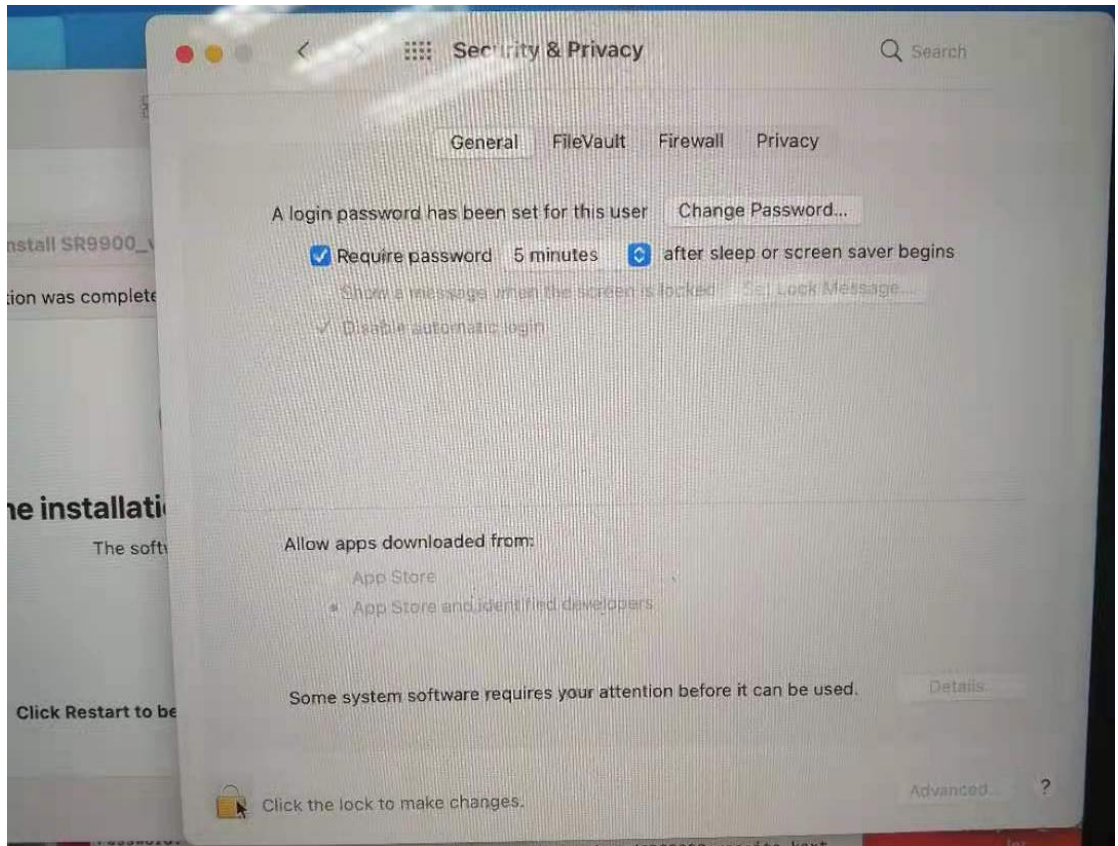 Security & Privacy
Search
General FileVault Firewall Privacy
A login password has been set for this user Change Password...
nstall SR9900_v
Require password 5 minutes after sleep or screen saver begins
tion was complete
Show a message when the screen is locked Set Lock Message...
Disable automatic login
he installati
The softw
Allow apps downloaded from:
App Store
App Store and identified developers
Some system software requires your attention before it can be used. Details...
Click Restart to be
Click the lock to make changes.
Advanced... ?